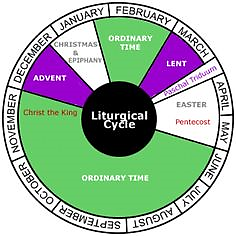 JANUARY
FEBRUARY
MARCH
APRIL
MAY
JUNE
JULY
AUGUST
SEPTEMBER
OCTOBER
NOVEMBER
DECEMBER
CHRISTMAS
&
EPIPHANY
ORDINARY
TIME
LENT
Paschal Triduum
EASTER
Pentecost
ORDINARY TIME
Christ the King
ADVENT
Liturgical
Cycle